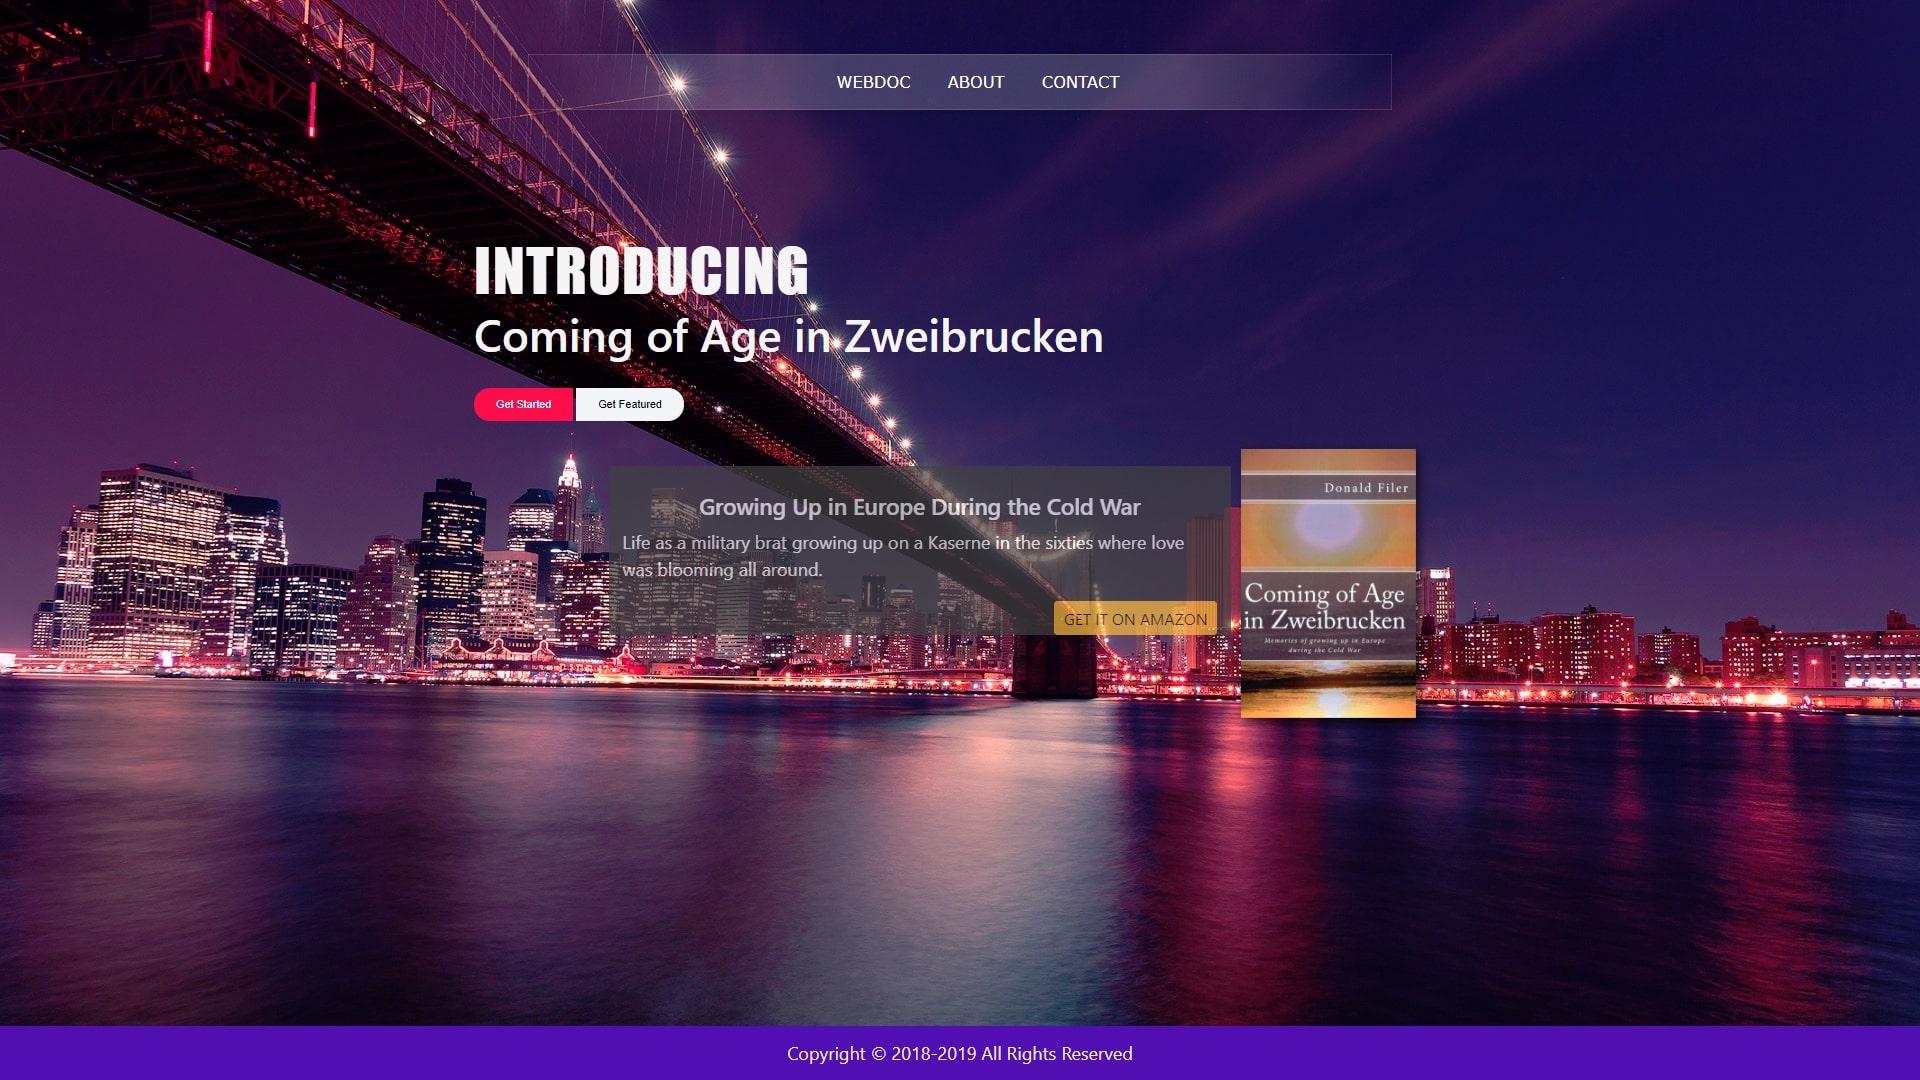 WEBDOC ABOUT CONTACT
INTRODUCING
Coming of Age in Zweibrucken
Get Started Get Featured
Growing Up in Europe During the Cold War
Life as a military brat growing up on a Kaserne in the sixties where love
was blooming all around.
GET IT ON AMAZON
Donald Filer
Coming of Age
in Zweibrucken
Memories of growing up in Europe
during the Cold War
Copyright © 2018-2019 All Rights Reserved